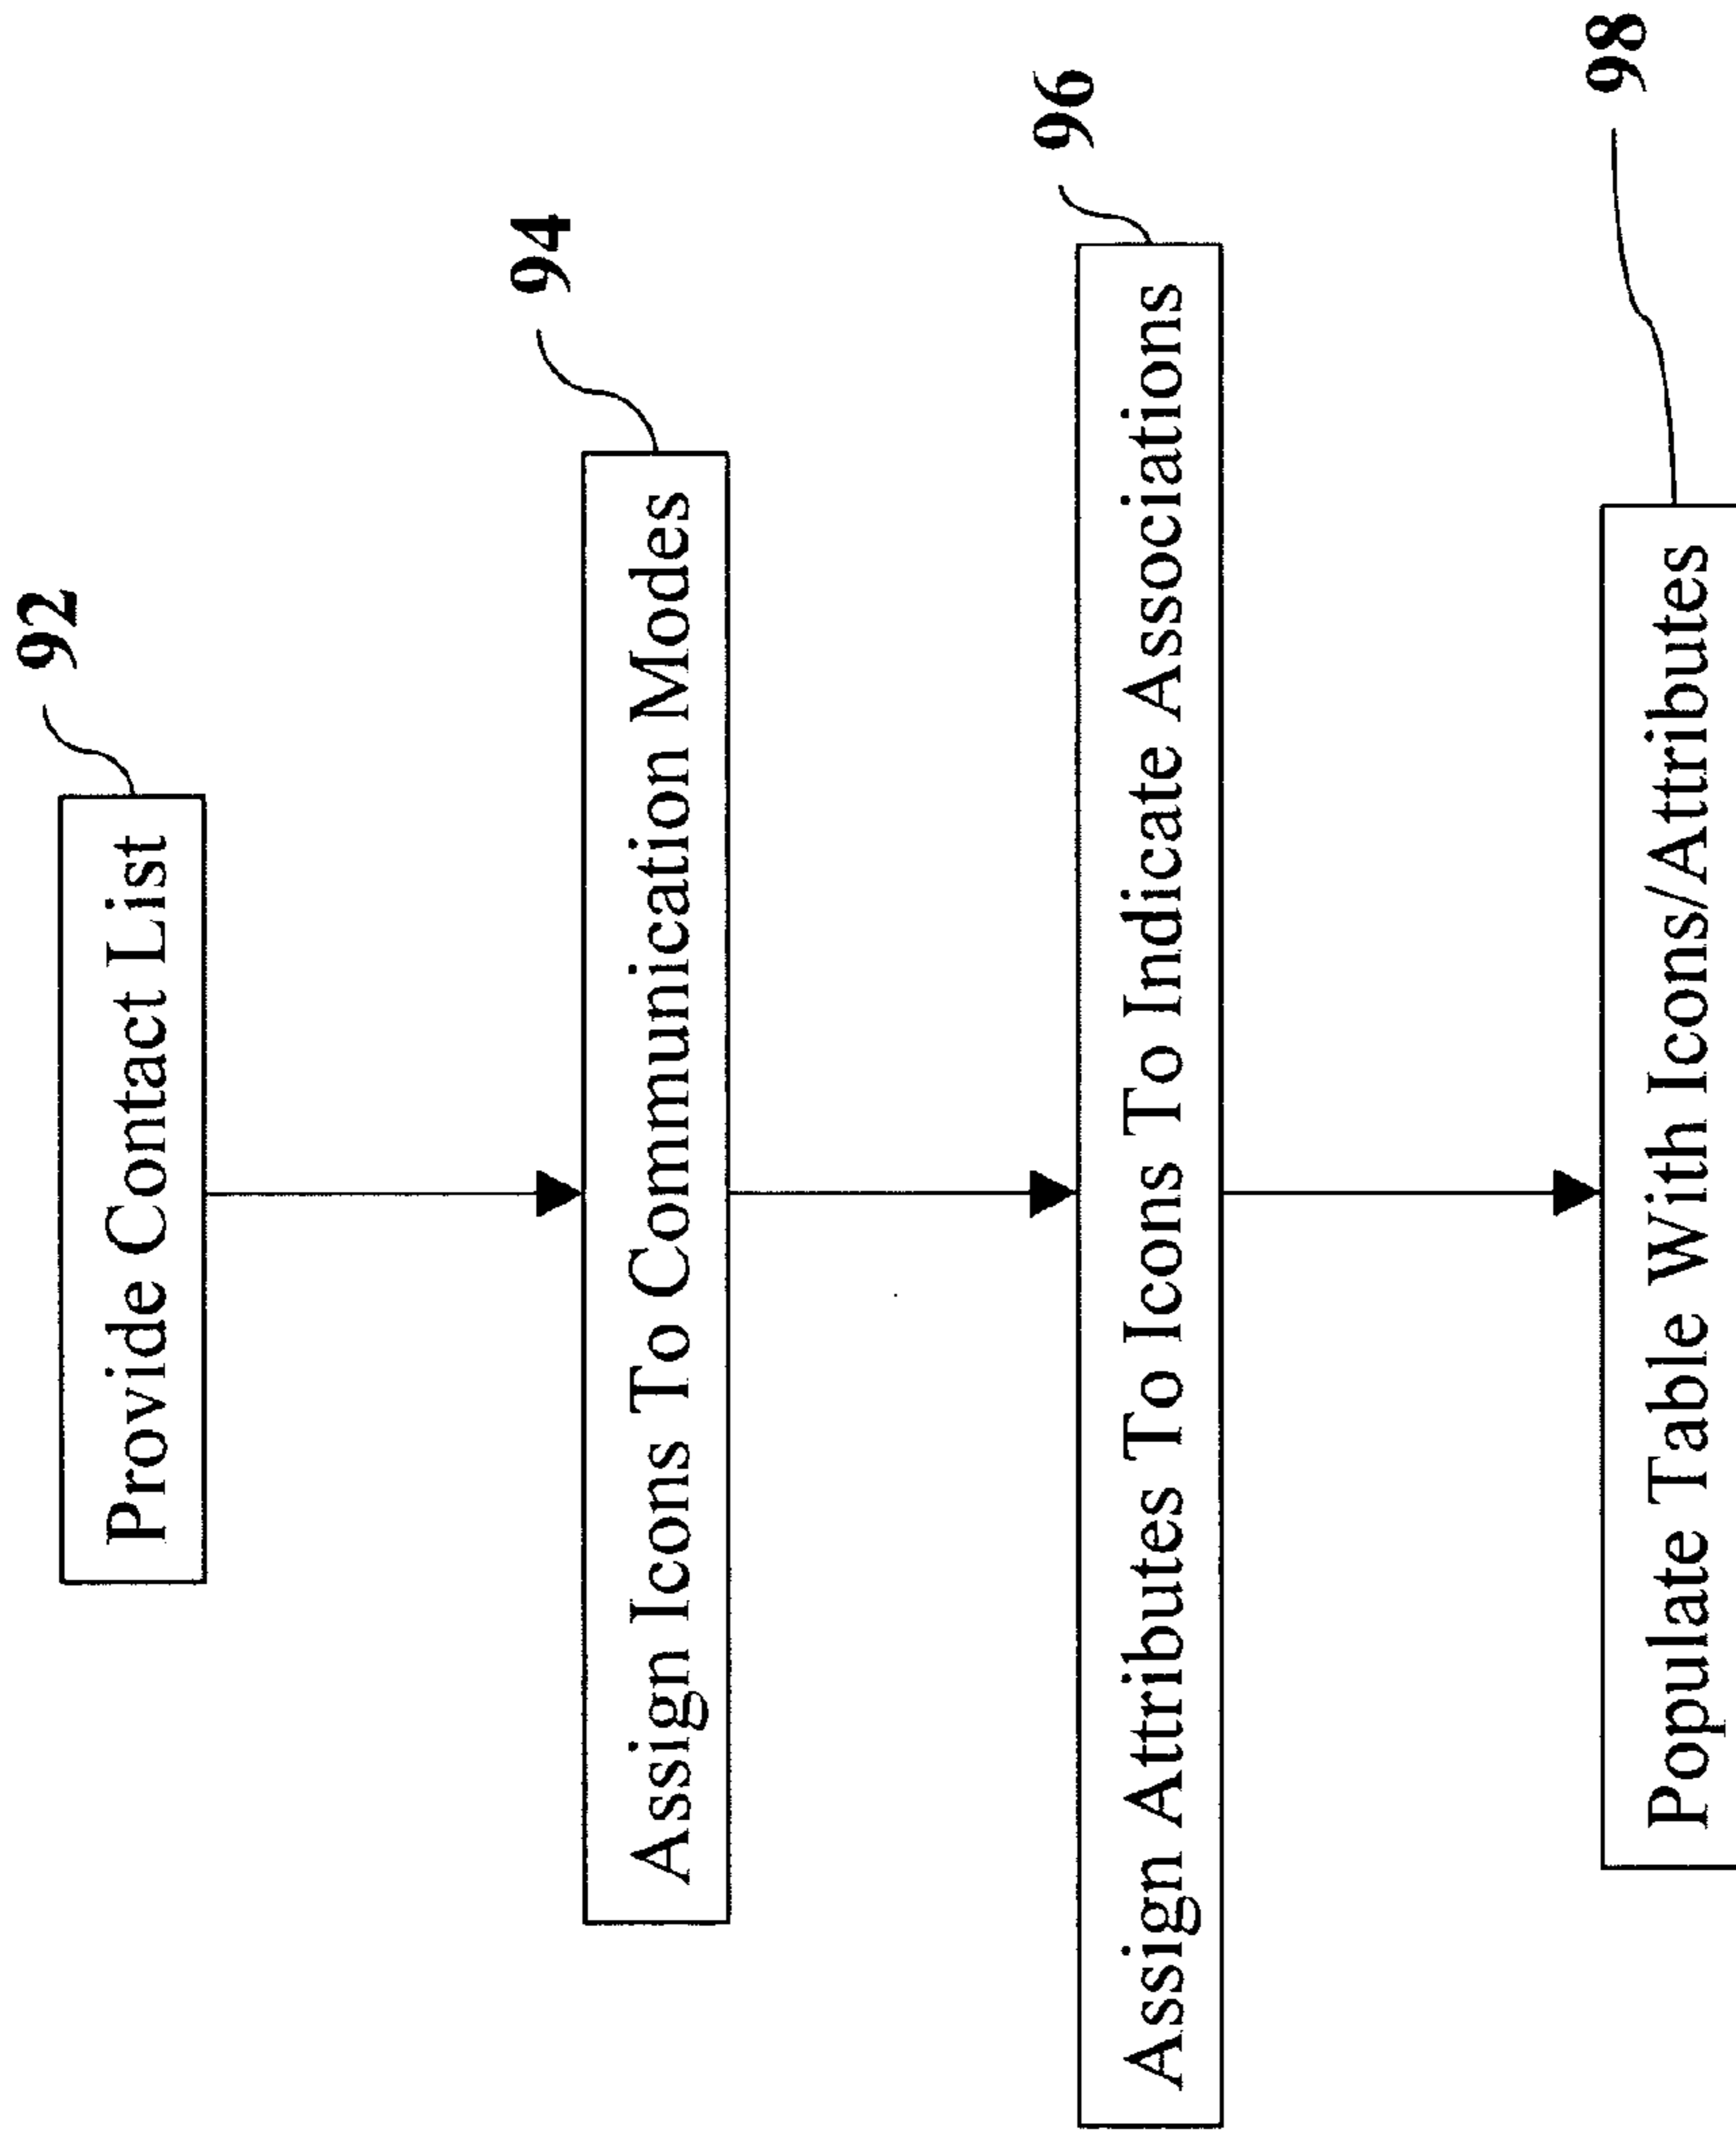 92
Provide Contact List
94
Assign Icons To Communication Modes
96
Assign Attributes To Icons To Indicate Associations
98
Populate Table With Icons/Attributes